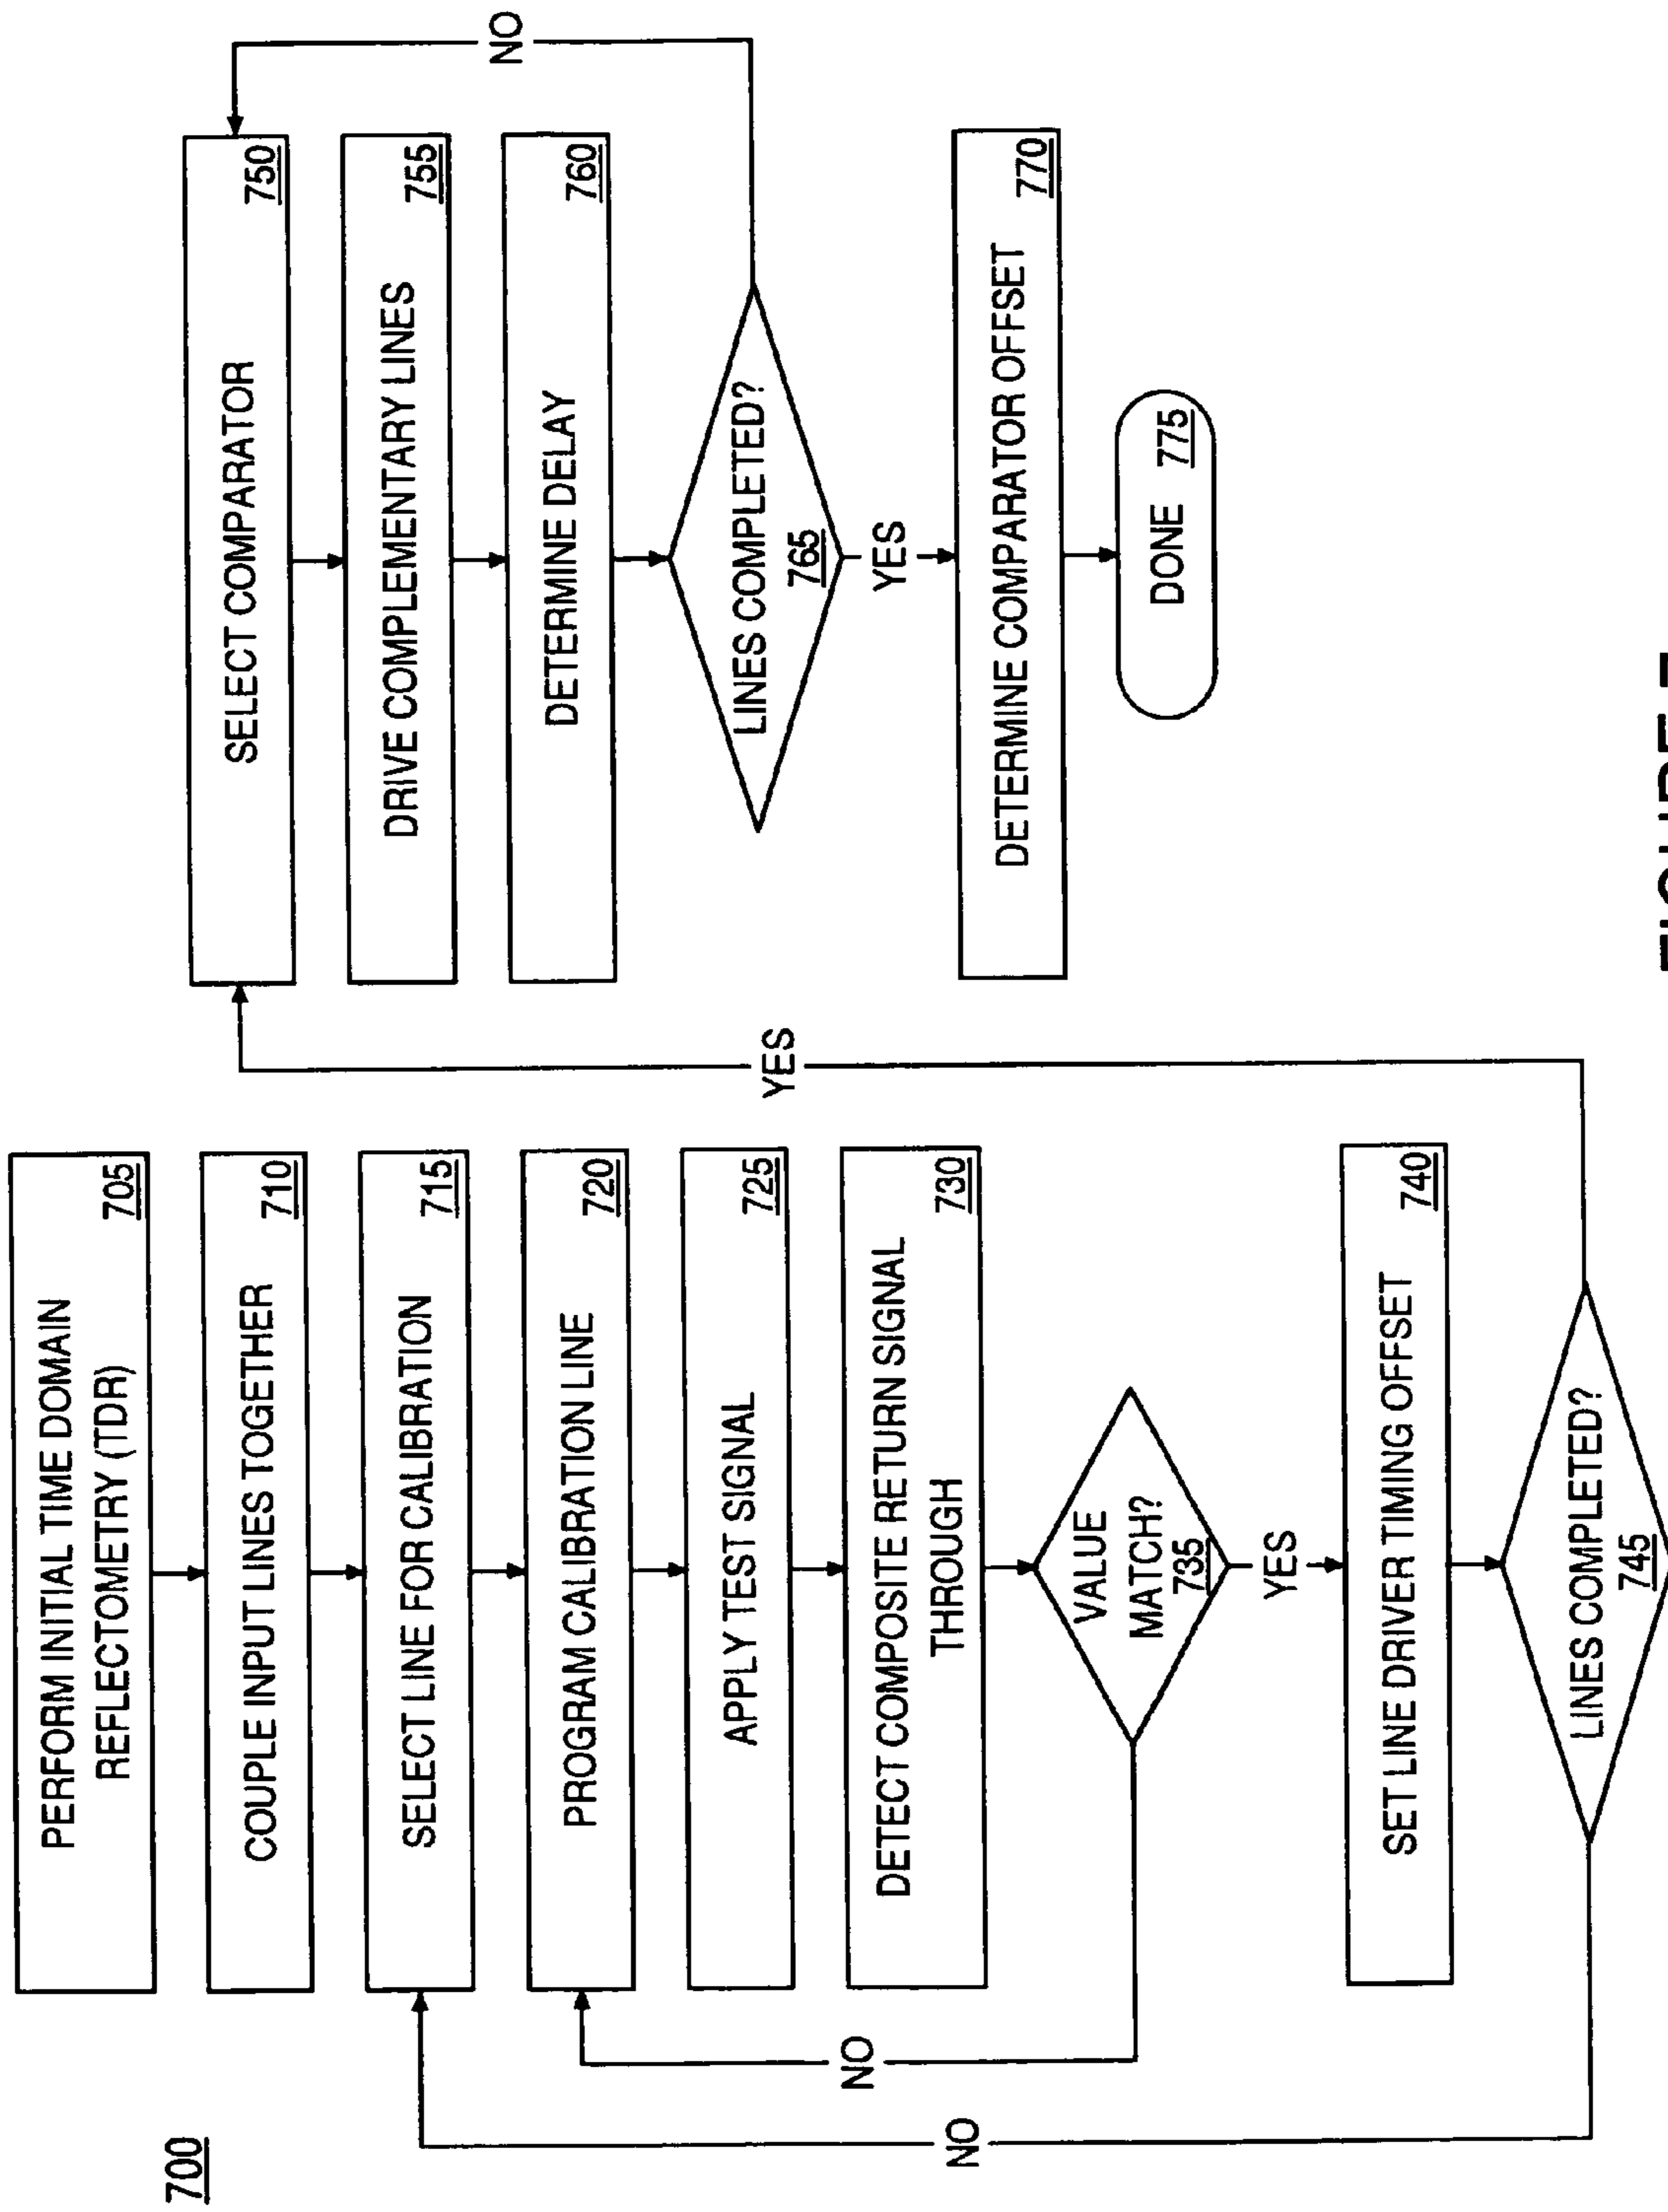 700
PERFORM INITIAL TIME DOMAIN
REFLECTOMETRY (TDR)
705
COUPLE INPUT LINES TOGETHER
710
SELECT LINE FOR CALIBRATION
715
PROGRAM CALIBRATION LINE
720
APPLY TEST SIGNAL
725
DETECT COMPOSITE RETURN SIGNAL
THROUGH
730
VALUE
MATCH?
735
NO
YES
SET LINE DRIVER TIMING OFFSET
740
LINES COMPLETED?
745
NO
YES
SELECT COMPARATOR
750
DRIVE COMPLEMENTARY LINES
755
DETERMINE DELAY
760
LINES COMPLETED?
765
NO
YES
DETERMINE COMPARATOR OFFSET
770
DONE 775